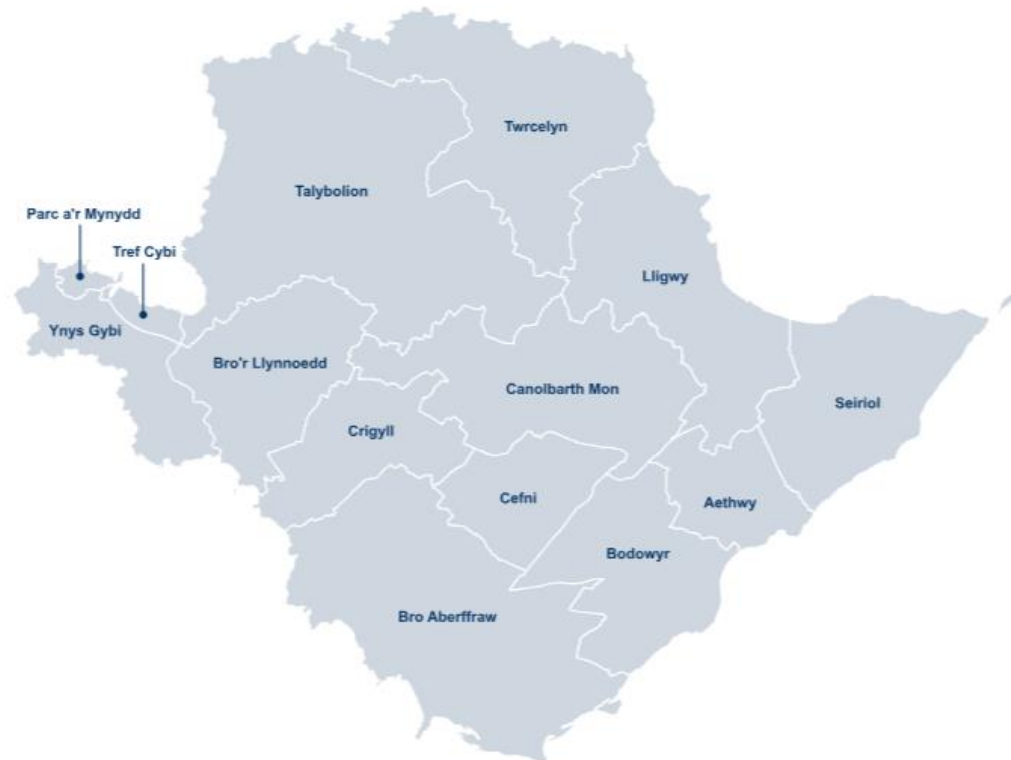 Twrcelyn
Talybolion
Parc a'r Mynydd
Tref Cybi
Lligwy
Ynys Gybi
Bro'r Llynnoedd
Canolbarth Mon
Seiriol
Crigyll
Cefni
Aethwy
Bodowyr
Bro Aberffraw